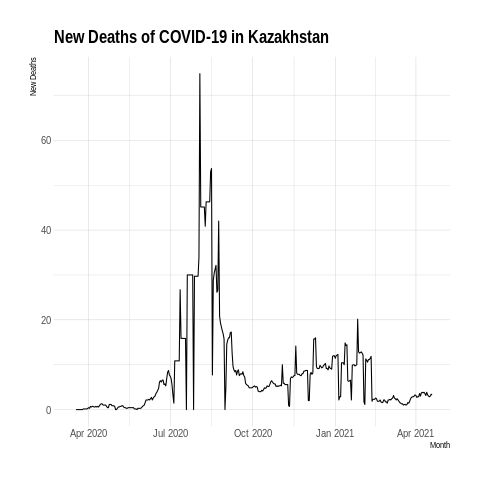 New Deaths of COVID-19 in Kazakhstan
New Deaths
60
40
20
0
Apr 2020 Jul 2020 Oct 2020 Jan 2021 Apr 2021
Month